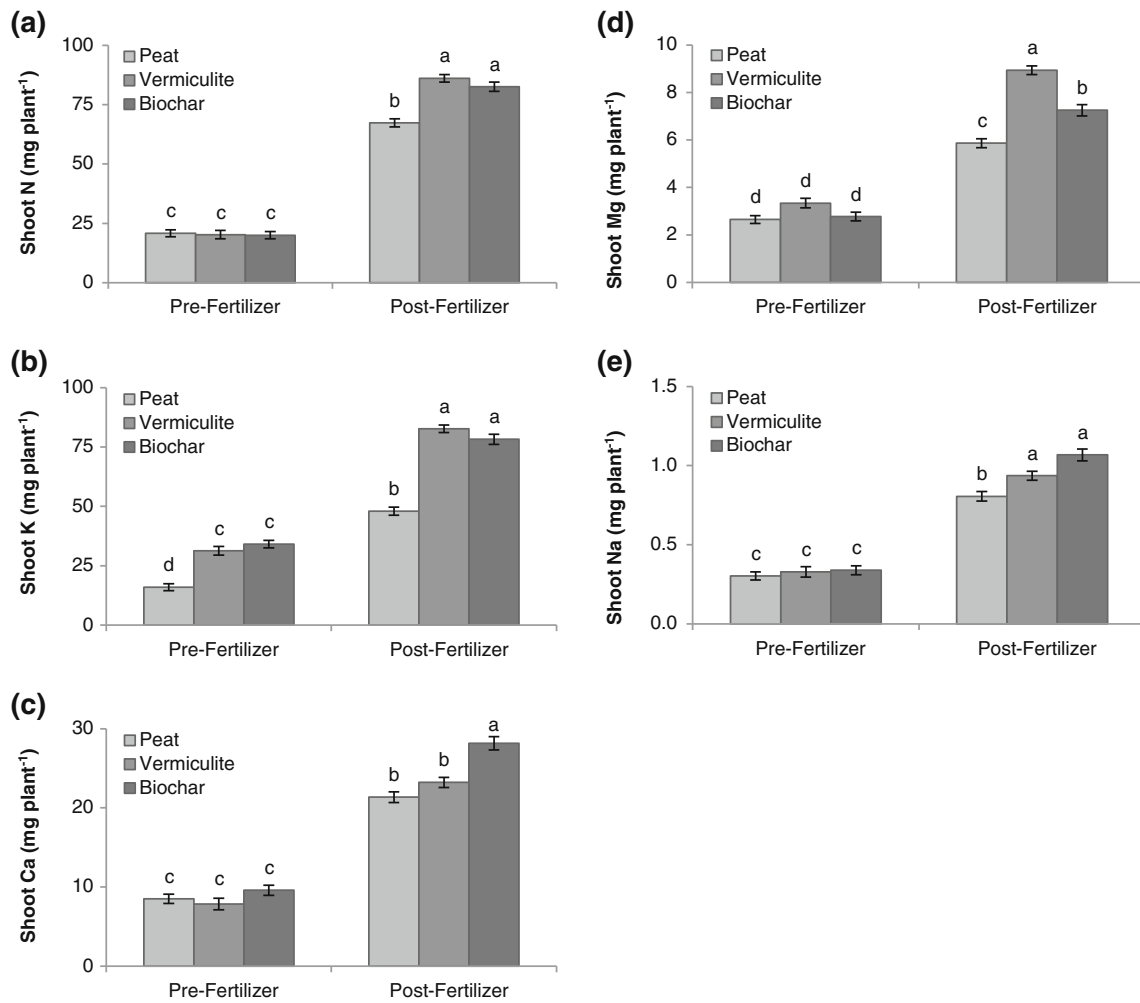 (a)
Shoot N (mg plant⁻¹)
100
75
50
25
0
Peat
Vermiculite
Biochar
c c c
b a a
Pre-Fertilizer Post-Fertilizer
(b)
Shoot K (mg plant⁻¹)
100
75
50
25
0
Peat
Vermiculite
Biochar
d c c
b a a
Pre-Fertilizer Post-Fertilizer
(c)
Shoot Ca (mg plant⁻¹)
30
20
10
0
Peat
Vermiculite
Biochar
c c c
b b a
Pre-Fertilizer Post-Fertilizer
(d)
Shoot Mg (mg plant⁻¹)
10
8
6
4
2
0
Peat
Vermiculite
Biochar
d d d
c a b
Pre-Fertilizer Post-Fertilizer
(e)
Shoot Na (mg plant⁻¹)
1.5
1.0
0.5
0.0
Peat
Vermiculite
Biochar
c c c
b a a
Pre-Fertilizer Post-Fertilizer